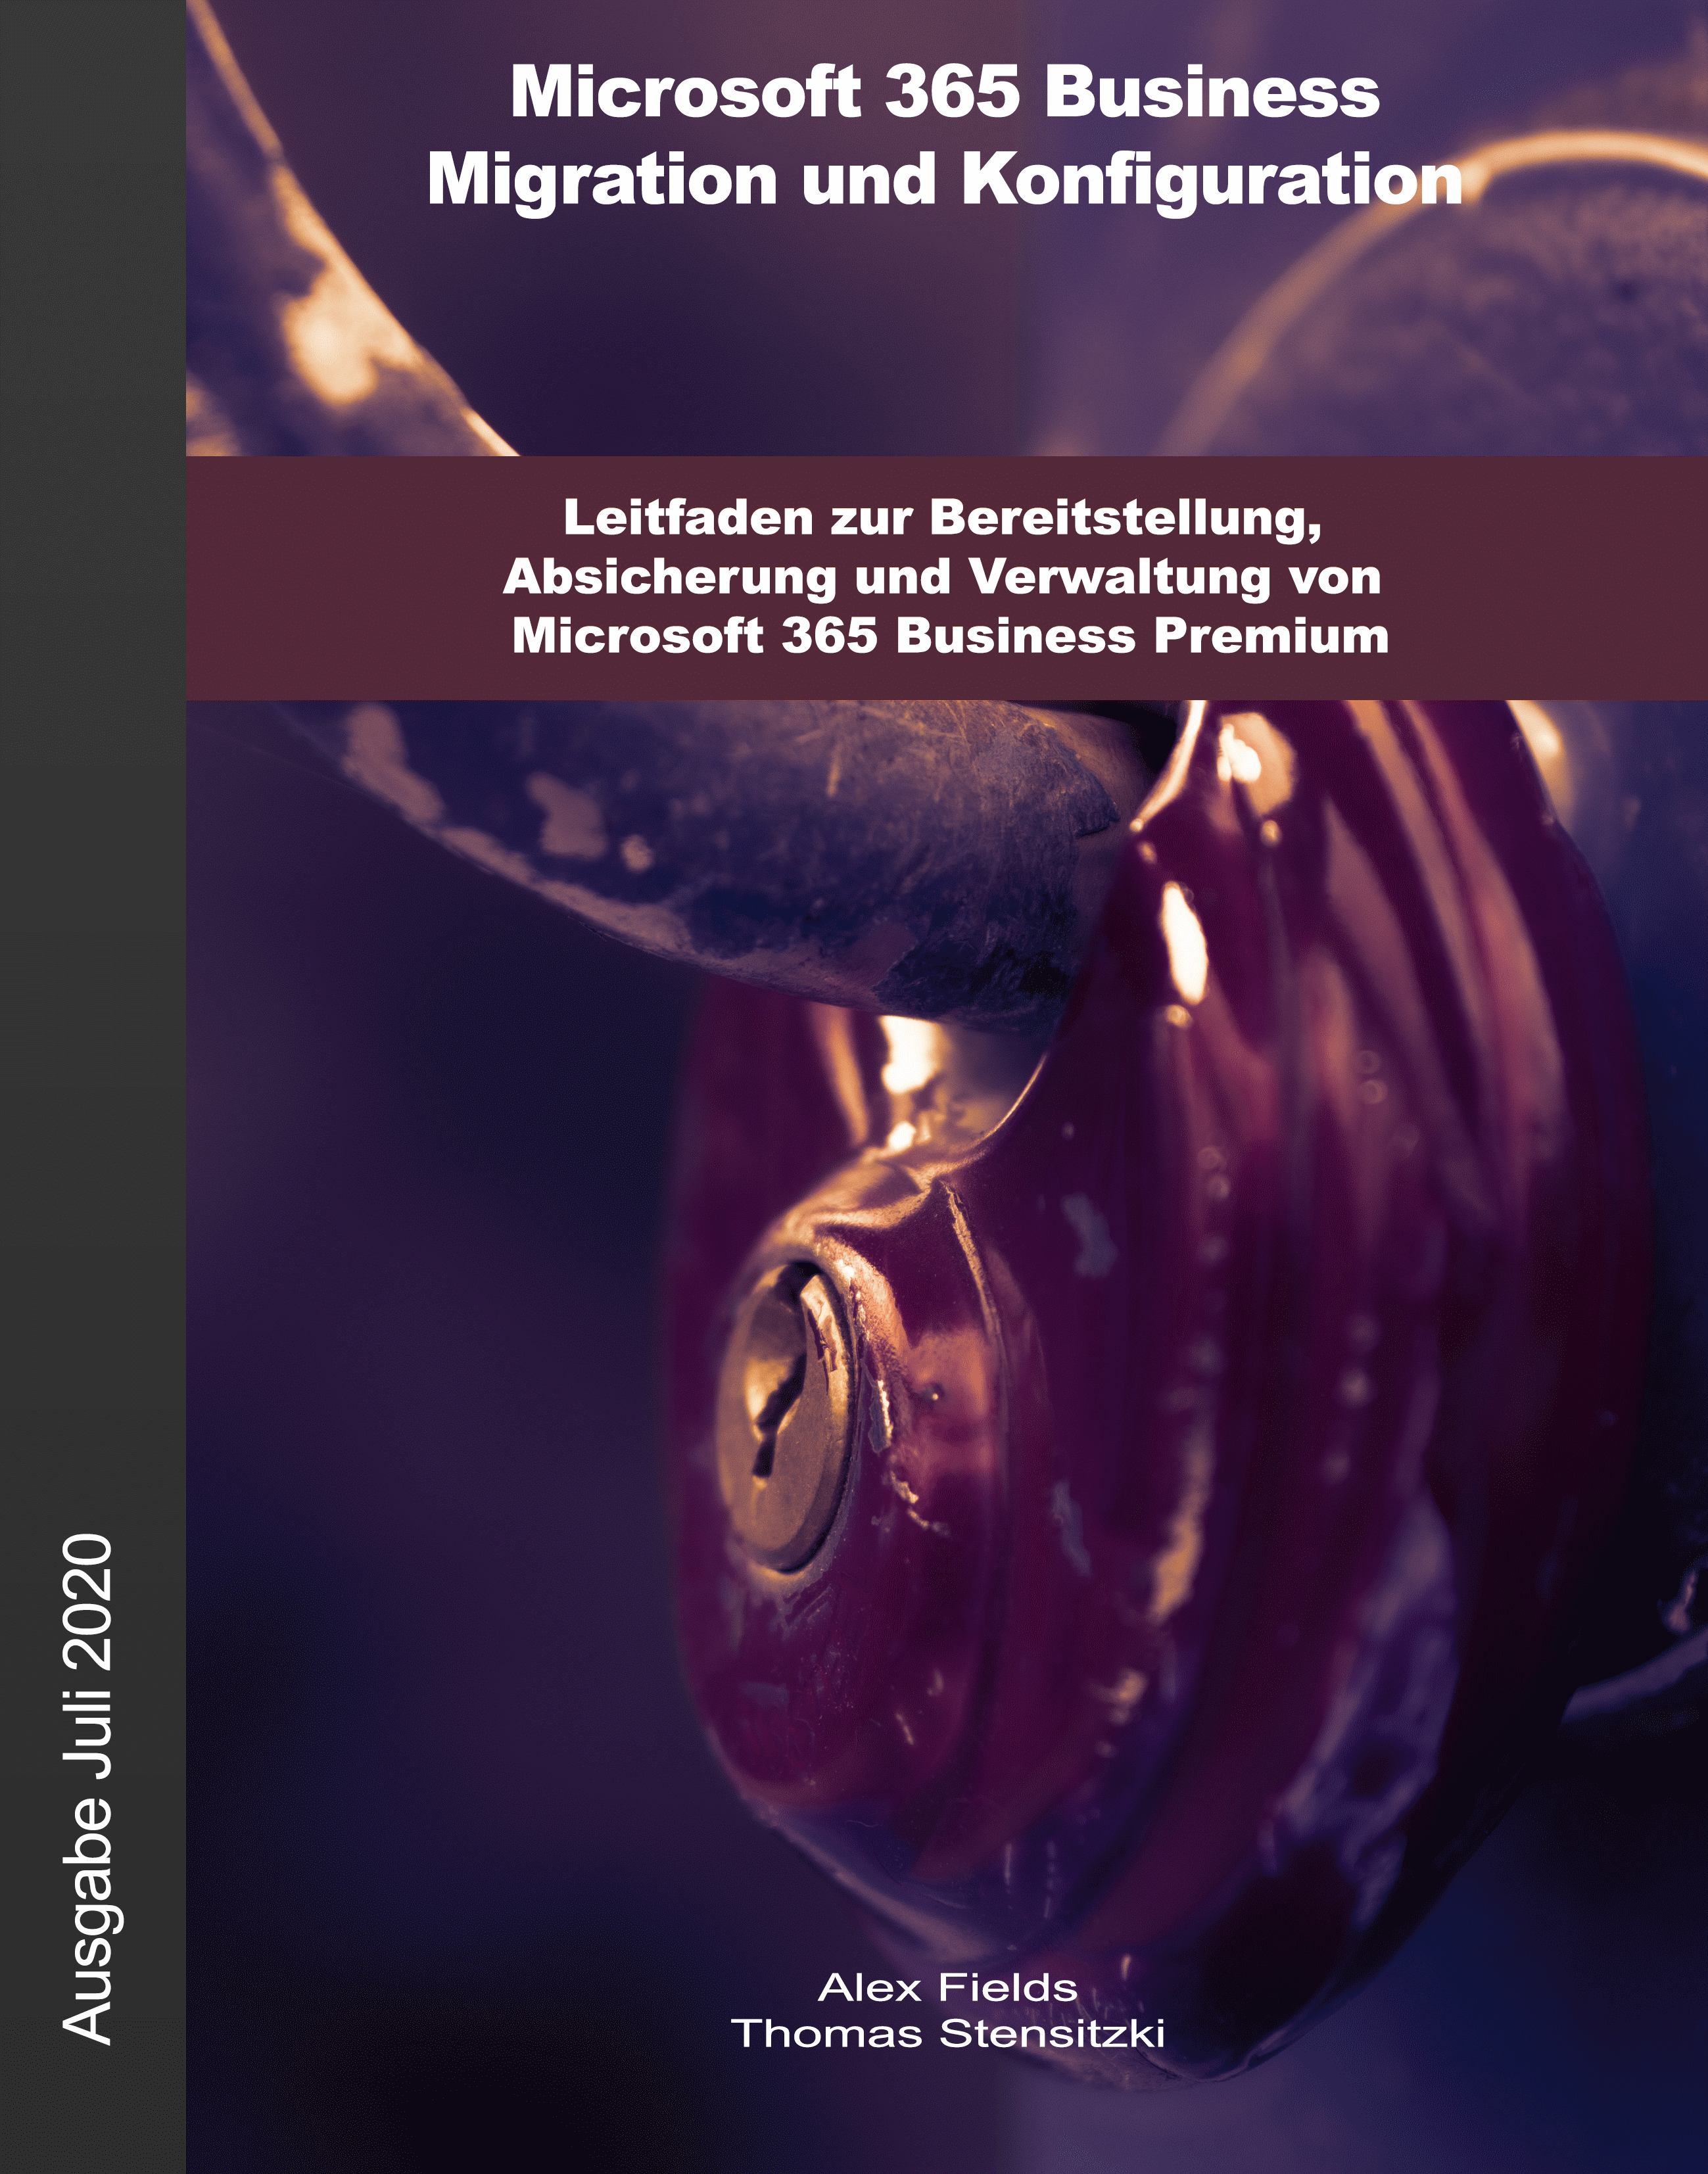 Microsoft 365 Business
Migration und Konfiguration
Leitfaden zur Bereitstellung,
Absicherung und Verwaltung von
Microsoft 365 Business Premium
Ausgabe Juli 2020
Alex Fields
Thomas Stensitzki